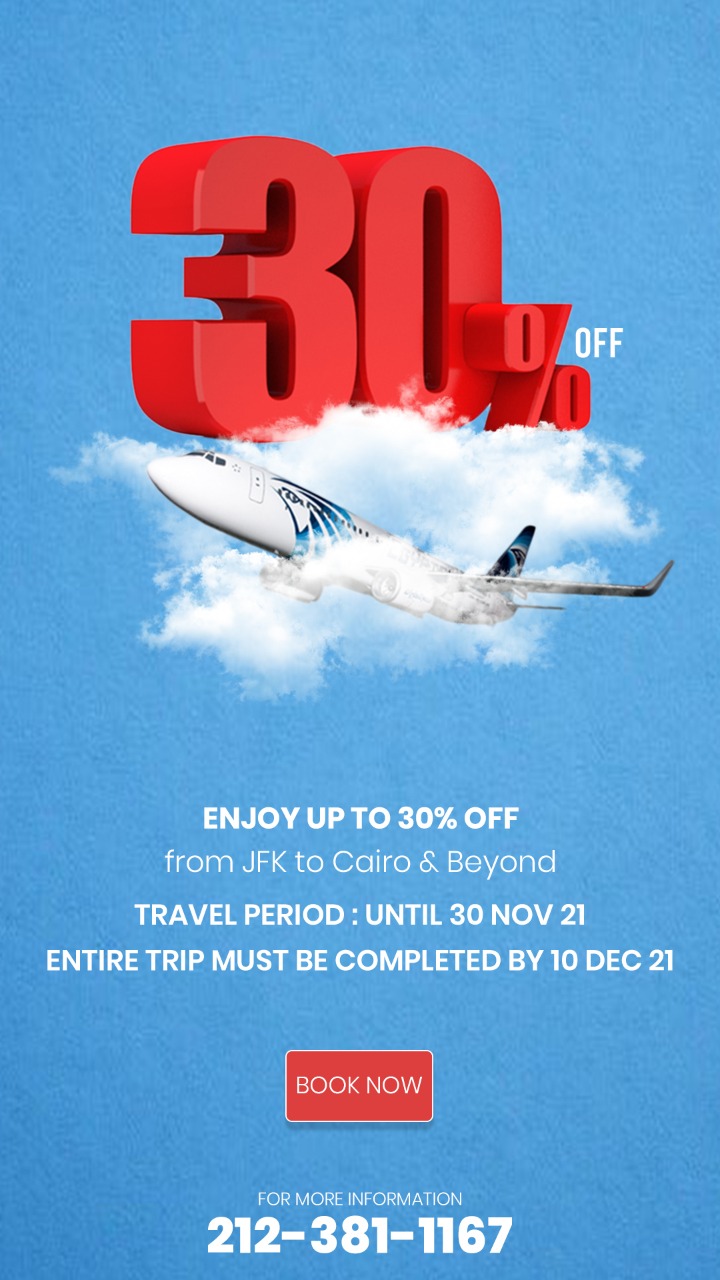 30%
OFF
ENJOY UP TO 30% OFF
from JFK to Cairo & Beyond
TRAVEL PERIOD : UNTIL 30 NOV 21
ENTIRE TRIP MUST BE COMPLETED BY 10 DEC 21
BOOK NOW
FOR MORE INFORMATION
212-381-1167